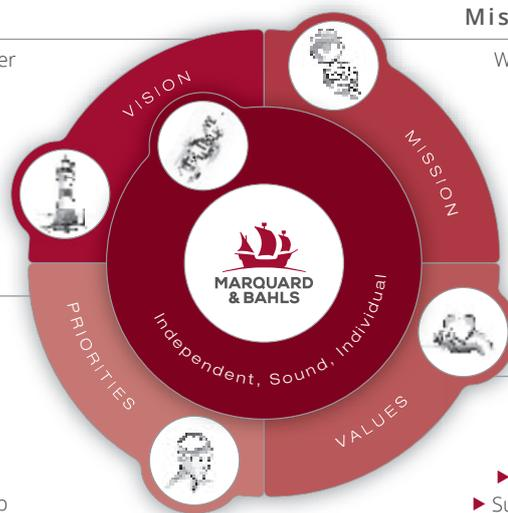 Mis
er
W
VISION
MISSION
MARQUARD
& BAHLS
Independent, Sound, Individual
PRIORITIES
VALUES
Su